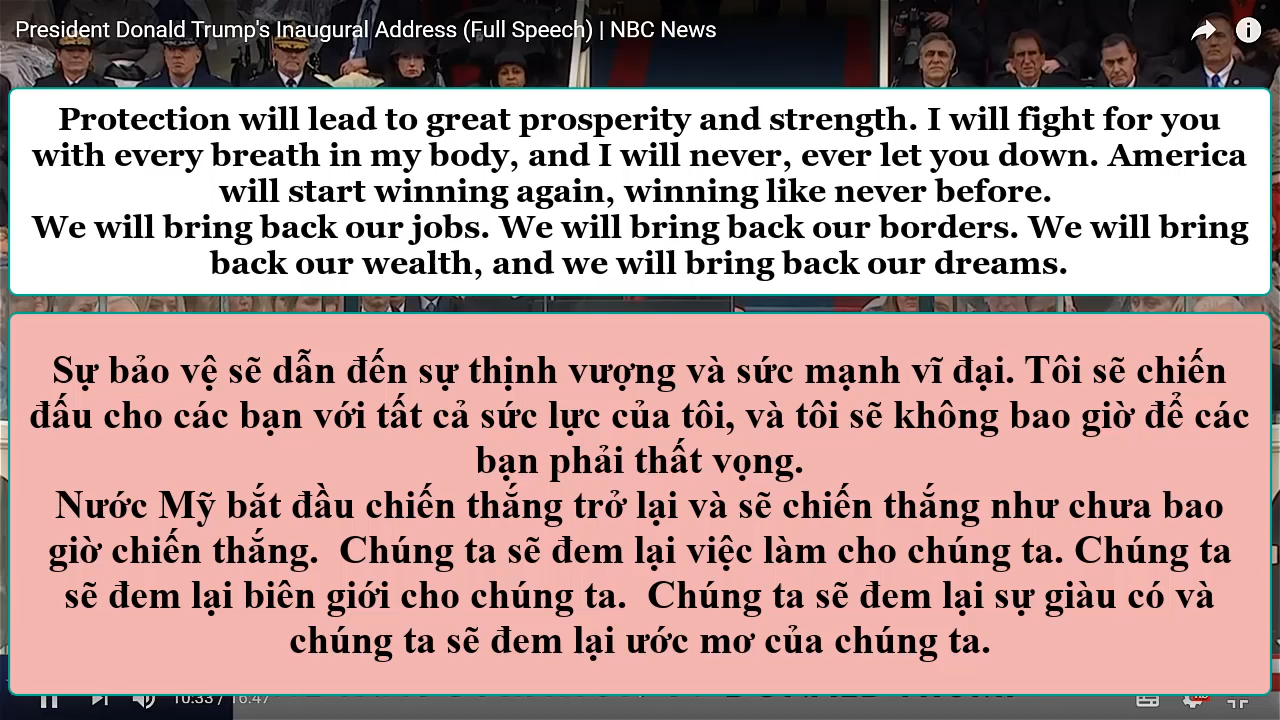 President Donald Trump's Inaugural Address (Full Speech) | NBC News
Protection will lead to great prosperity and strength. I will fight for you
with every breath in my body, and I will never, ever let you down. America
will start winning again, winning like never before.
We will bring back our jobs. We will bring back our borders. We will bring
back our wealth, and we will bring back our dreams.
Sự bảo vệ sẽ dẫn đến sự thịnh vượng và sức mạnh vĩ đại. Tôi sẽ chiến
đấu cho các bạn với tất cả sức lực của tôi, và tôi sẽ không bao giờ để các
bạn phải thất vọng.
Nước Mỹ bắt đầu chiến thắng trở lại và sẽ chiến thắng như chưa bao
giờ chiến thắng.  Chúng ta sẽ đem lại việc làm cho chúng ta. Chúng ta
sẽ đem lại biên giới cho chúng ta.  Chúng ta sẽ đem lại sự giàu có và
chúng ta sẽ đem lại ước mơ của chúng ta.
10:33 / 16:47